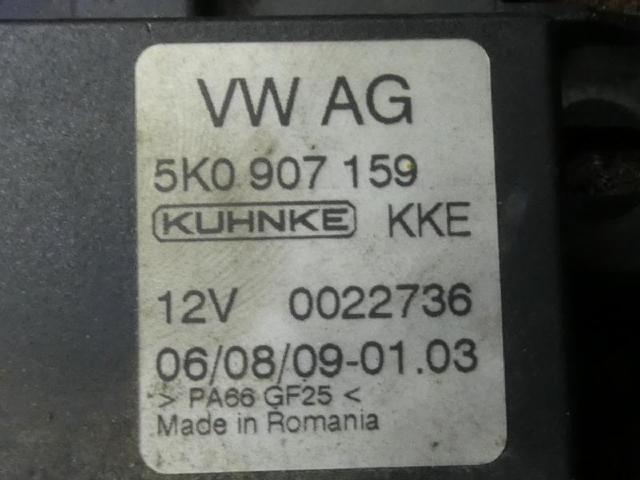 VW AG
5K0 907 159
KUHNKE KKE
12V 0022736
06/08/09-01.03
> PA66 GF25 <
Made in Romania